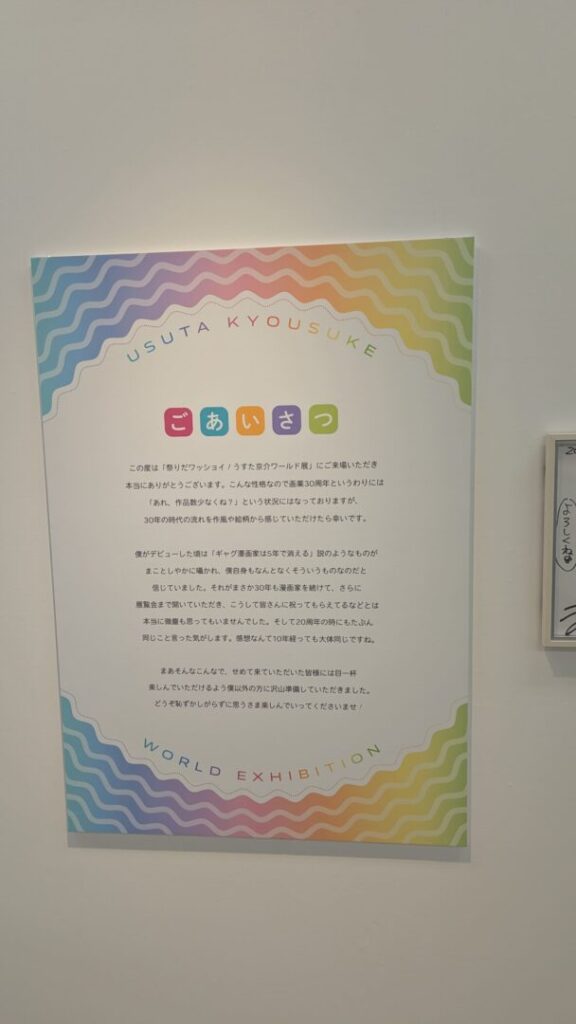 USUTA KYOUSUKE
ごあいさつ
この度は「祭りだワッショイ!うすた京介ワールド展」にご来場いただき
本当にありがとうございます。こんな性格なので画業30周年というわりには
「あれ、作品数少なくね?」という状況にはなっておりますが、
30年の時代の流れを作風や絵柄から感じていただけたら幸いです。
僕がデビューした頃は「ギャグ漫画家は5年で消える」説のようなものが
まことしやかに囁かれ、僕自身もなんとなくそういうものなのだと
信じていました。それがまさか30年も漫画家を続けて、さらに
展覧会まで開いていただき、こうして皆さんに祝ってもらえてるなどとは
本当に微塵も思ってもいませんでした。そして20周年の時にもたぶん
同じこと言った気がします。感想なんて10年経っても大体同じですね。
まあそんなこんなで、せめて来ていただいた皆様には目一杯
楽しんでいただけるよう僕以外の方に沢山準備していただきました。
どうぞ恥ずかしがらずに思うさま楽しんでいってくださいませ!
WORLD EXHIBITION
20
よろしくね